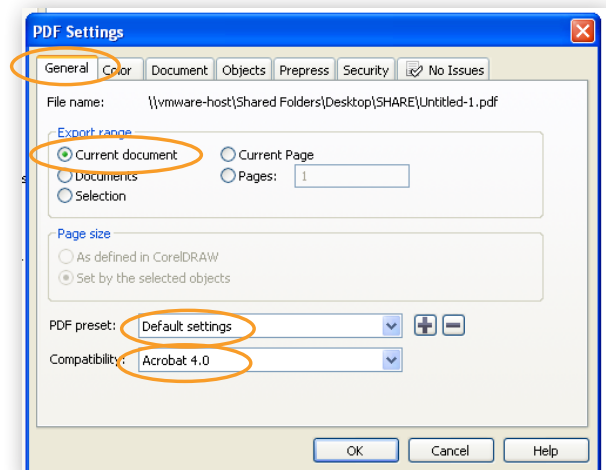 PDF Settings
General Color Document Objects Prepress Security No Issues
File name: \\vmware-host\Shared Folders\Desktop\SHARE\Untitled-1.pdf
Export range
Current document Current Page
Documents Pages: 1
Selection
Page size
As defined in CorelDRAW
Set by the selected objects
PDF preset: Default settings
Compatibility: Acrobat 4.0
OK Cancel Help